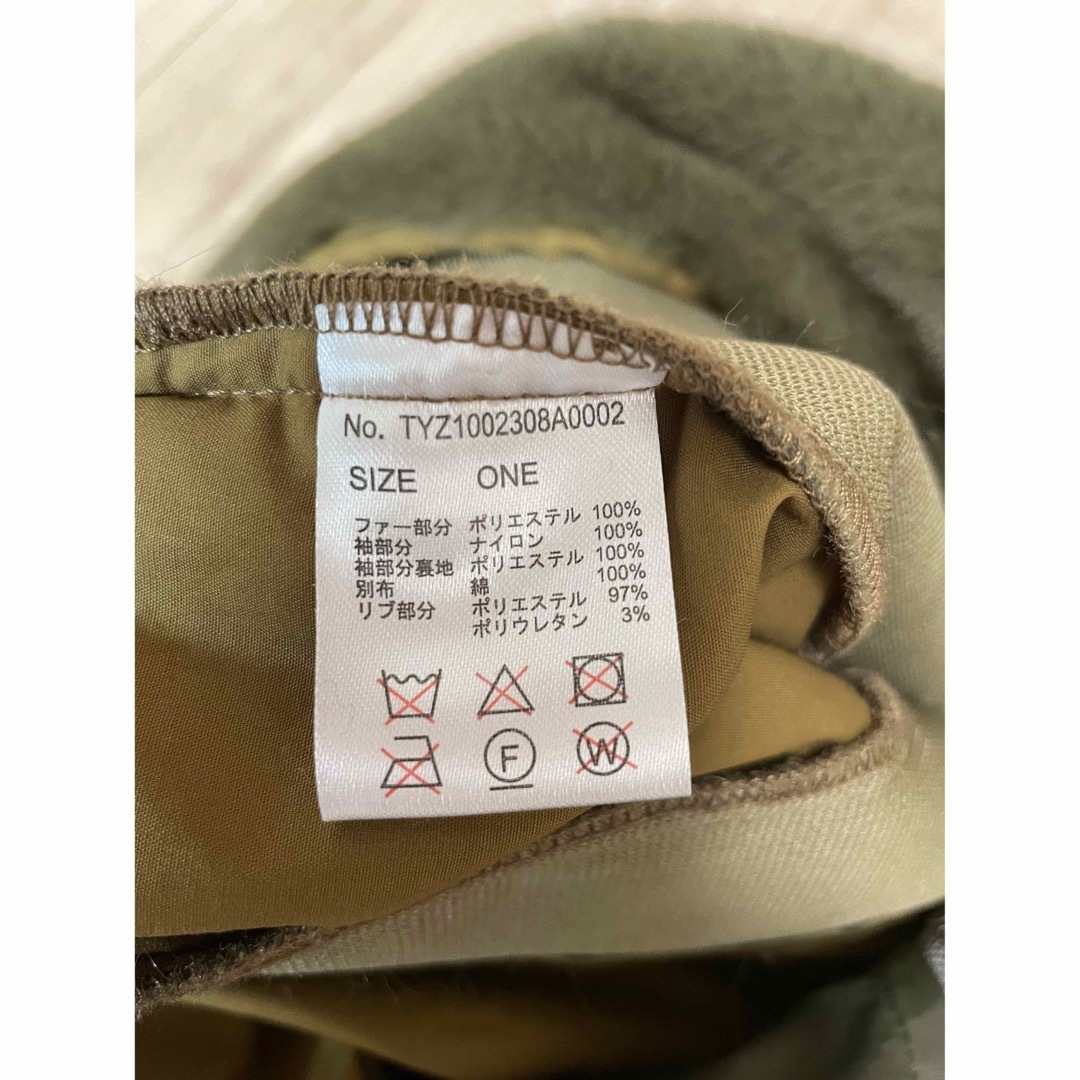 No. TYZ1002308A0002
SIZE ONE
ファー部分 ポリエステル 100%
袖部分 ナイロン 100%
袖部分裏地 ポリエステル 100%
別布 綿 100%
リブ部分 ポリエステル 97%
ポリウレタン 3%
F W